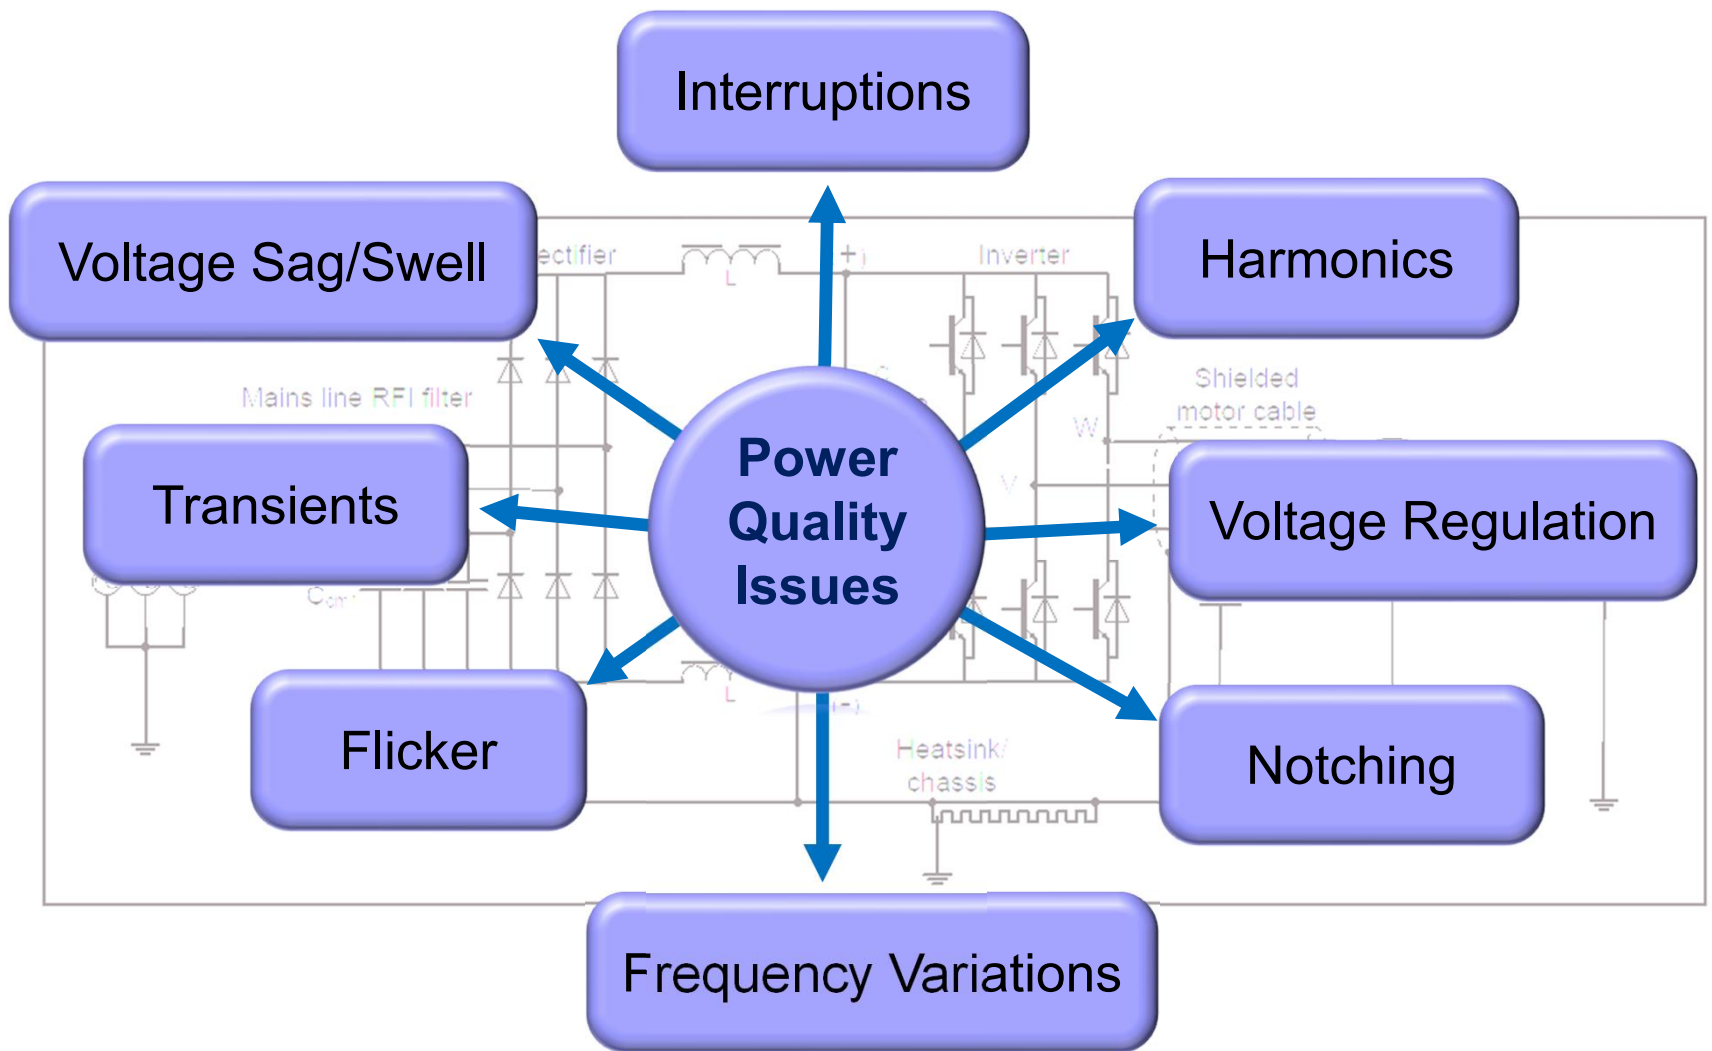 Interruptions
Voltage Sag/Swell
ectifier
L
+)
Inverter
Harmonics
Mains line RFI filter
Shielded
motor cable
W
Power
Quality
Issues
V
Transients
Voltage Regulation
L
(-)
Flicker
Heatsink/
chassis
Notching
Frequency Variations